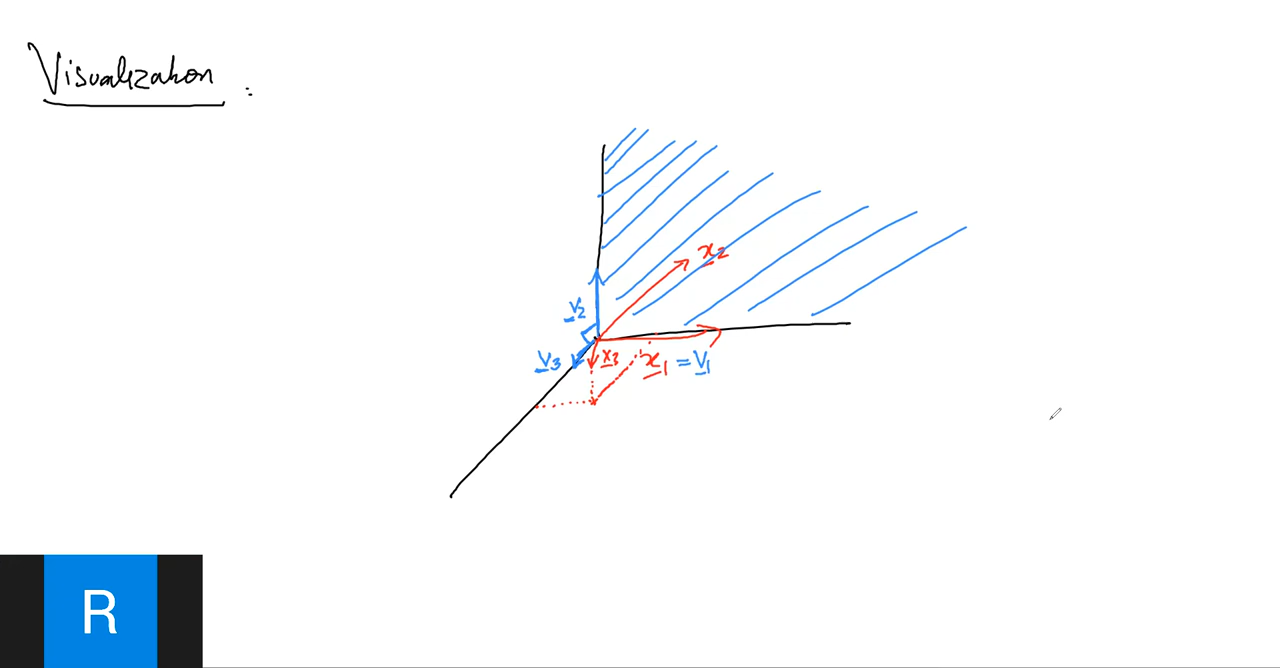 Visualization :
x2
v2
v3
x3
x1 = v1
R